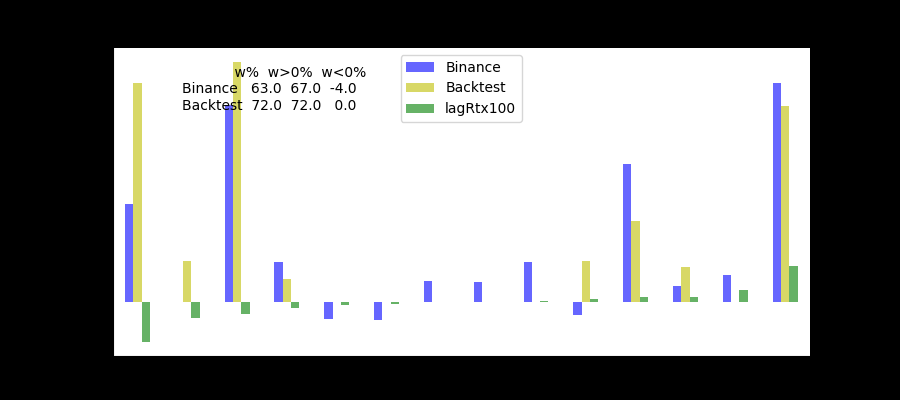 w%  w>0%  w<0%
Binance   63.0  67.0  -4.0
Backtest  72.0  72.0   0.0
Binance
Backtest
lagRtx100